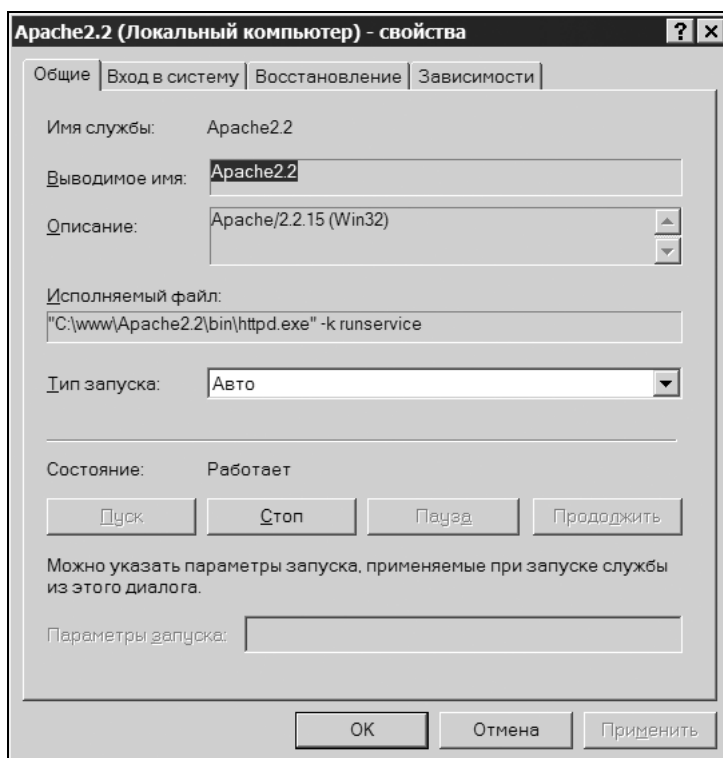 Apache2.2 (Локальный компьютер) - свойства
Общие Вход в систему Восстановление Зависимости
Имя службы: Apache2.2
Выводимое имя: Apache2.2
Описание: Apache/2.2.15 (Win32)
Исполняемый файл:
"C:\www\Apache2.2\bin\httpd.exe" -k runservice
Тип запуска: Авто
Состояние: Работает
Пуск Стоп Пауза Продолжить
Можно указать параметры запуска, применяемые при запуске службы
из этого диалога.
Параметры запуска:
OK Отмена Применить